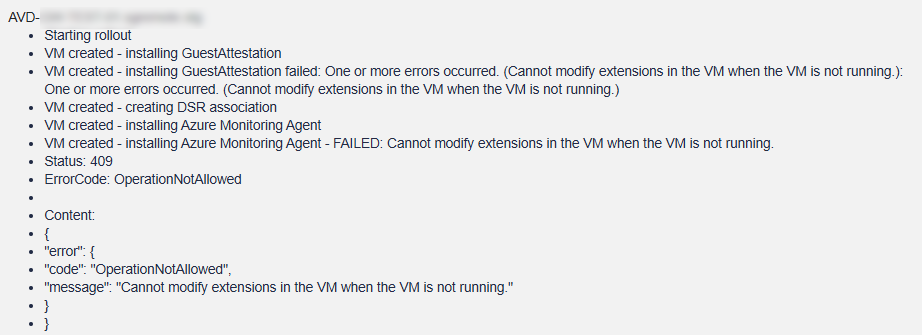 AVD-
Starting rollout
VM created - installing GuestAttestation
VM created - installing GuestAttestation failed: One or more errors occurred. (Cannot modify extensions in the VM when the VM is not running.):
One or more errors occurred. (Cannot modify extensions in the VM when the VM is not running.)
VM created - creating DSR association
VM created - installing Azure Monitoring Agent
VM created - installing Azure Monitoring Agent - FAILED: Cannot modify extensions in the VM when the VM is not running.
Status: 409
ErrorCode: OperationNotAllowed
Content:
{
"error": {
"code": "OperationNotAllowed",
"message": "Cannot modify extensions in the VM when the VM is not running."
}
}